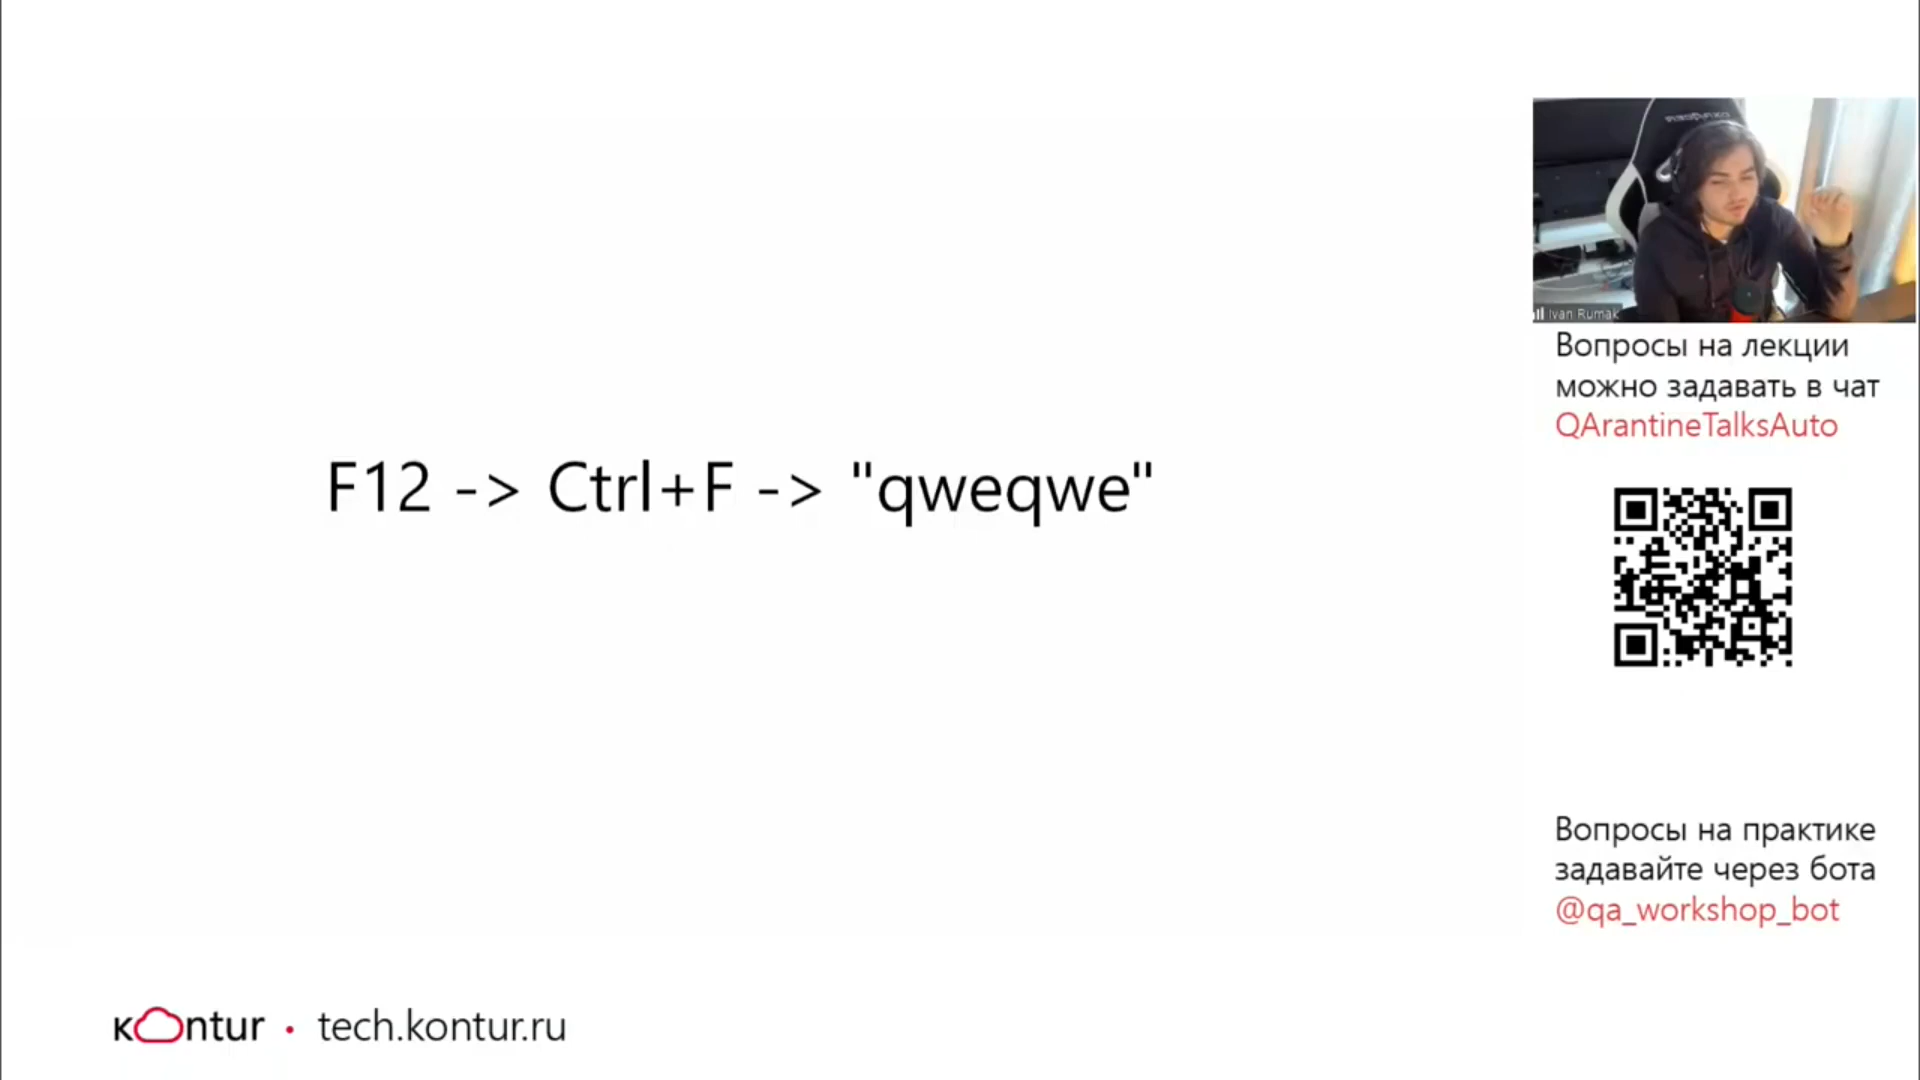 F12 -> Ctrl+F -> "qweqwe"
Ivan Rumak
Вопросы на лекции
можно задавать в чат
QArantineTalksAuto
Вопросы на практике
задавайте через бота
@qa_workshop_bot
kontur • tech.kontur.ru